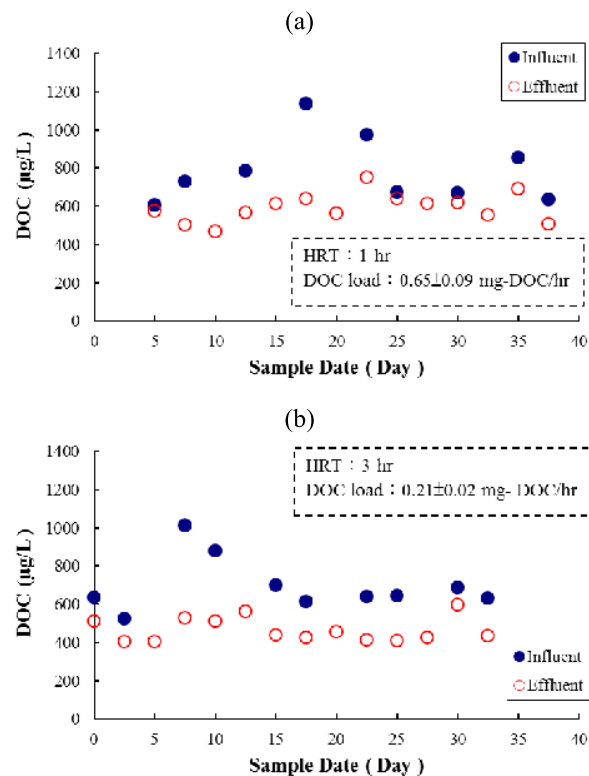 (a)
1400
1200
1000
800
600
400
200
0
DOC (µg/L )
Influent
Effluent
HRT：1 hr
DOC load：0.65±0.09 mg-DOC/hr
0 5 10 15 20 25 30 35 40
Sample Date ( Day )
(b)
1400
1200
1000
800
600
400
200
0
DOC (µg/L)
HRT：3 hr
DOC load：0.21±0.02 mg- DOC/hr
Influent
Effluent
0 5 10 15 20 25 30 35 40
Sample Date ( Day )